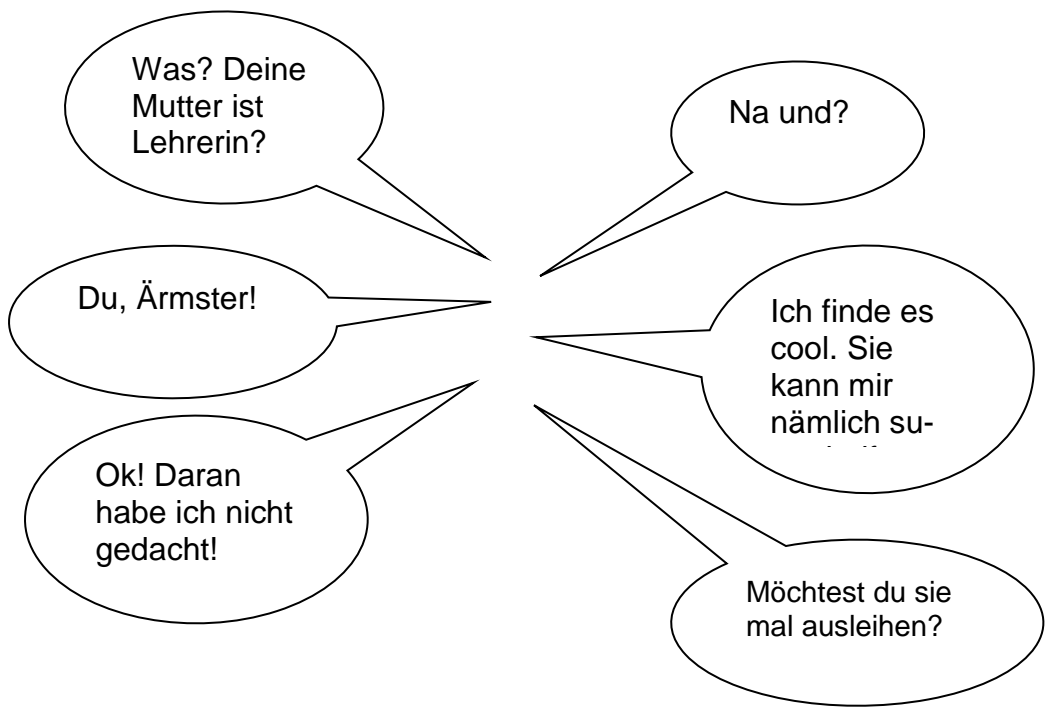 Was? Deine
Mutter ist
Lehrerin?
Na und?
Du, Ärmster!
Ich finde es
cool. Sie
kann mir
nämlich su-
Ok! Daran
habe ich nicht
gedacht!
Möchtest du sie
mal ausleihen?